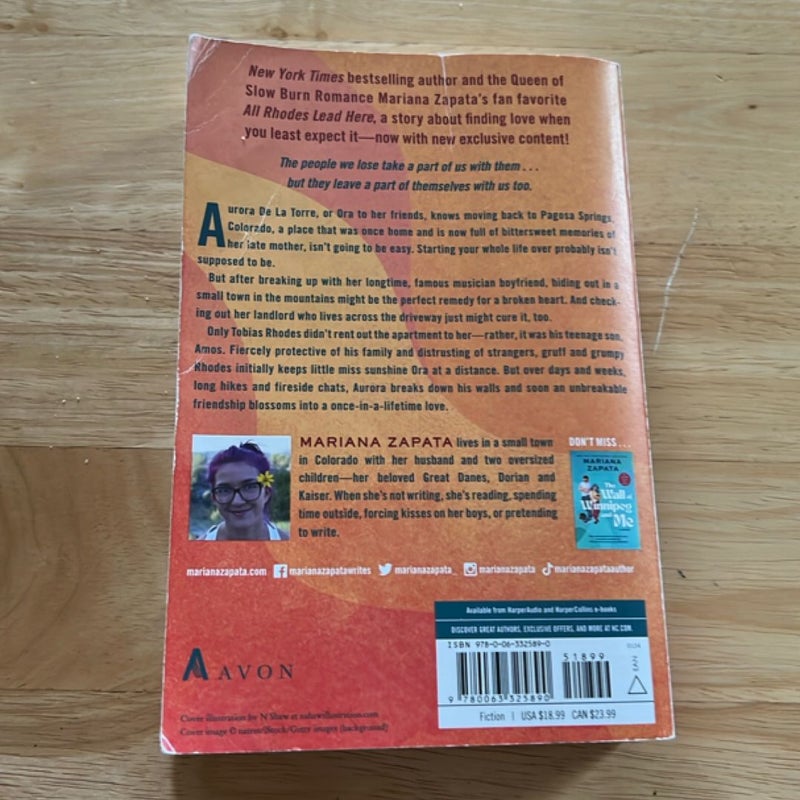 New York Times bestselling author and the Queen of
Slow Burn Romance Mariana Zapata's fan favorite
All Rhodes Lead Here, a story about finding love when
you least expect it—now with new exclusive content!
The people we lose take a part of us with them . . .
but they leave a part of themselves with us too.
Aurora De La Torre, or Ora to her friends, knows moving back to Pagosa Springs,
Colorado, a place that was once home and is now full of bittersweet memories of
her late mother, isn't going to be easy. Starting your whole life over probably isn't
supposed to be.
But after breaking up with her longtime, famous musician boyfriend, hiding out in a
small town in the mountains might be the perfect remedy for a broken heart. And check-
ing out her landlord who lives across the driveway just might cure it, too.
Only Tobias Rhodes didn't rent out the apartment to her—rather, it was his teenage son,
Amos. Fiercely protective of his family and distrusting of strangers, gruff and grumpy
Rhodes initially keeps little miss sunshine Ora at a distance. But over days and weeks,
long hikes and fireside chats, Aurora breaks down his walls and soon an unbreakable
friendship blossoms into a once-in-a-lifetime love.
MARIANA ZAPATA lives in a small town
in Colorado with her husband and two oversized
children—her beloved Great Danes, Dorian and
Kaiser. When she's not writing, she's reading, spending
time outside, forcing kisses on her boys, or pretending
to write.
DON'T MISS . . .
MARIANA
ZAPATA
The
Wall of
Winnipeg
and
Me
marianazapata.com marianazapatawrites marianazapata_ marianazapata marianazapataauthor
Available from HarperAudio and HarperCollins e-books
DISCOVER GREAT AUTHORS, EXCLUSIVE OFFERS, AND MORE AT HC.COM.
ISBN 978-0-06-332589-0
51899
EAN
9 780063 325890
Fiction | USA $18.99 CAN $23.99
A AVON
Cover illustration by N Shaw at
Cover image © /iStock/Getty images (background)